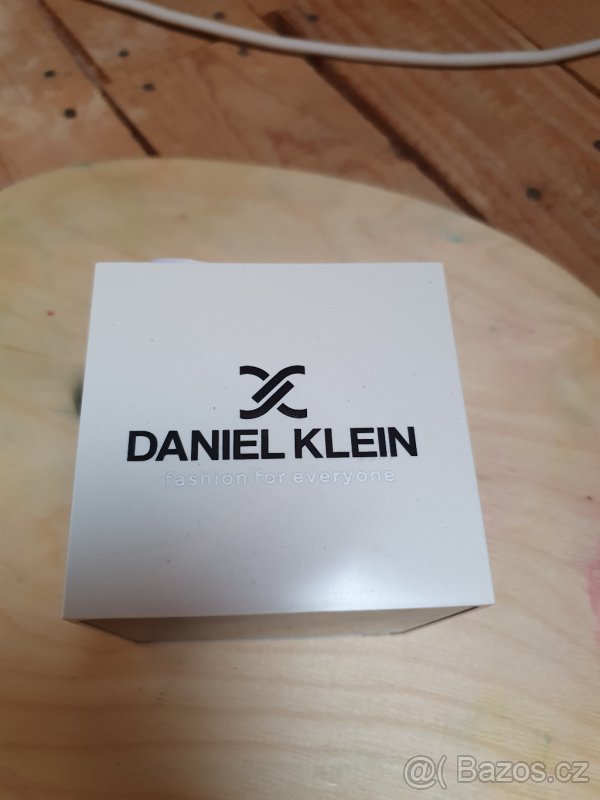 DANIEL KLEIN
fashion for everyone
@( Bazos.cz